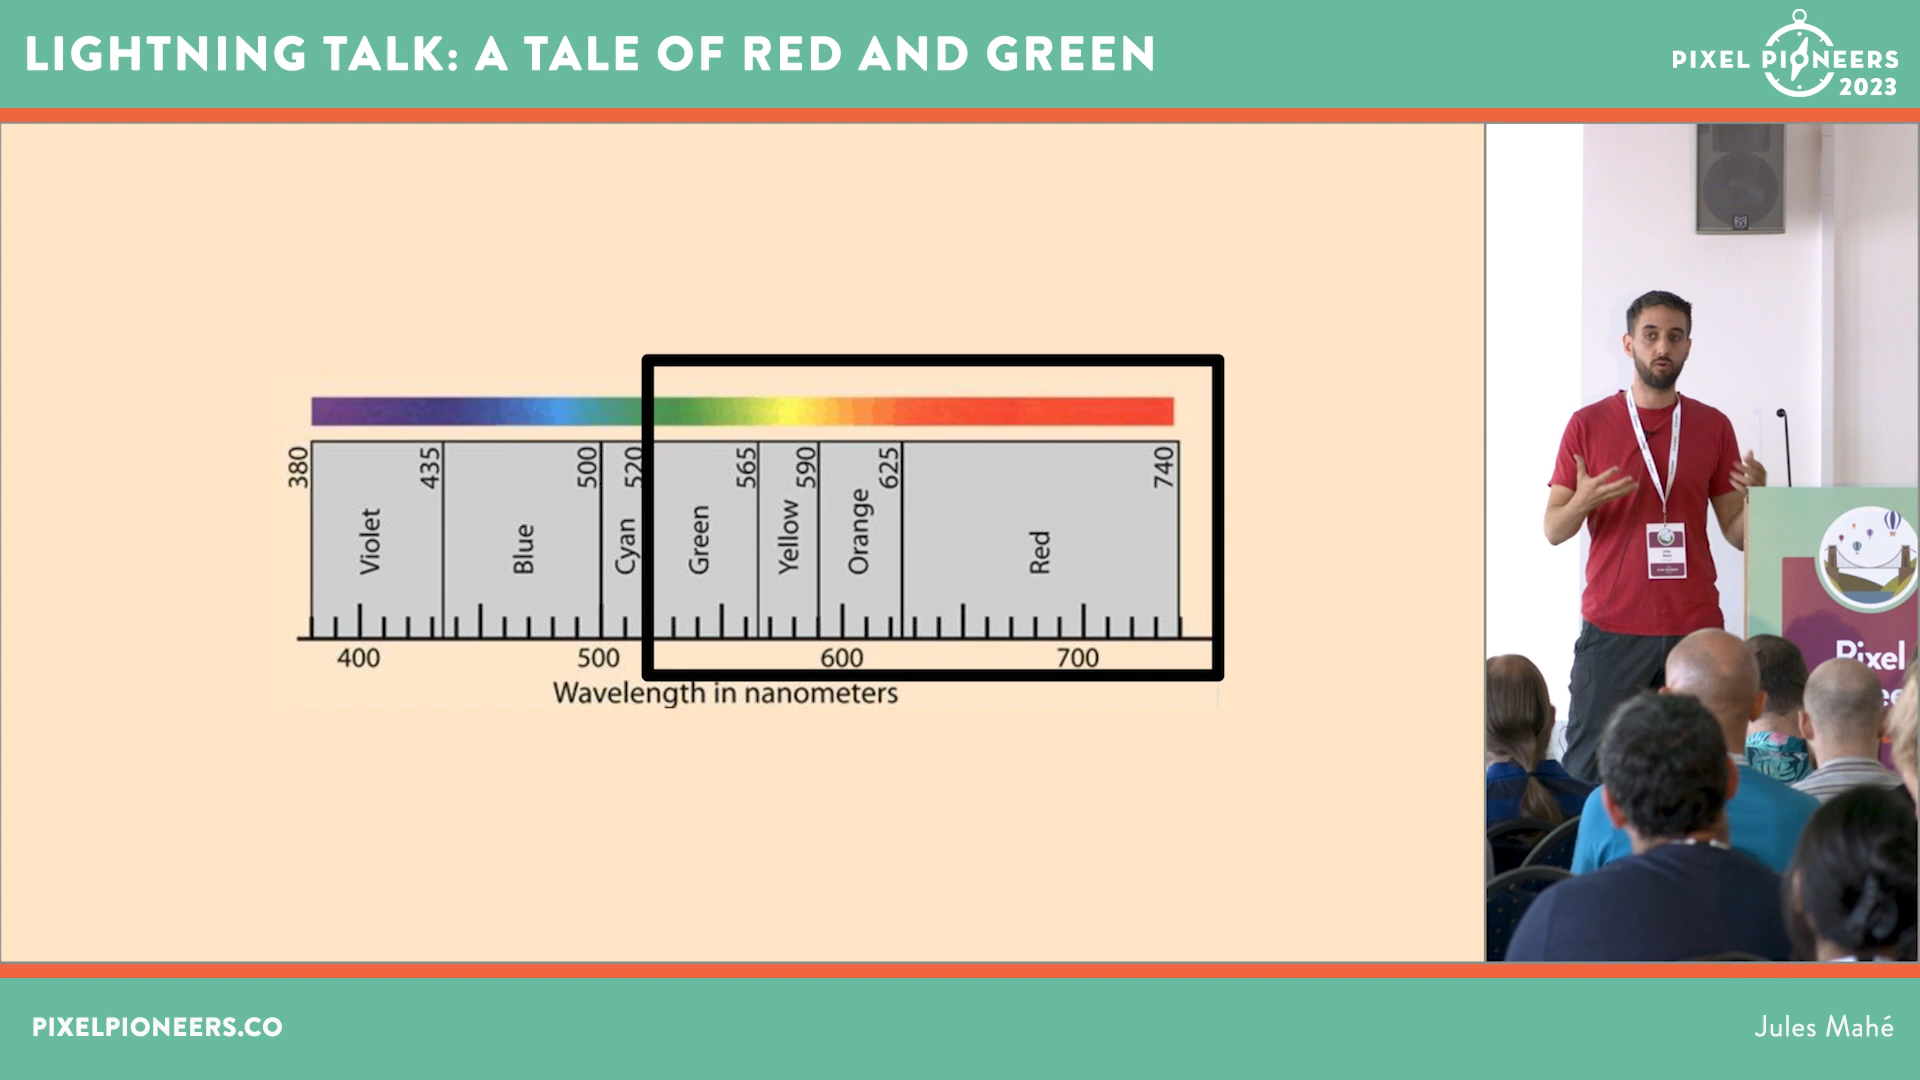 LIGHTNING TALK: A TALE OF RED AND GREEN
PIXEL PIONEERS
2023
380
435
500
520
565
590
625
740
Violet
Blue
Cyan
Green
Yellow
Orange
Red
400
500
600
700
Wavelength in nanometers
Pixel
PIXELPIONEERS.CO
Jules Mahé